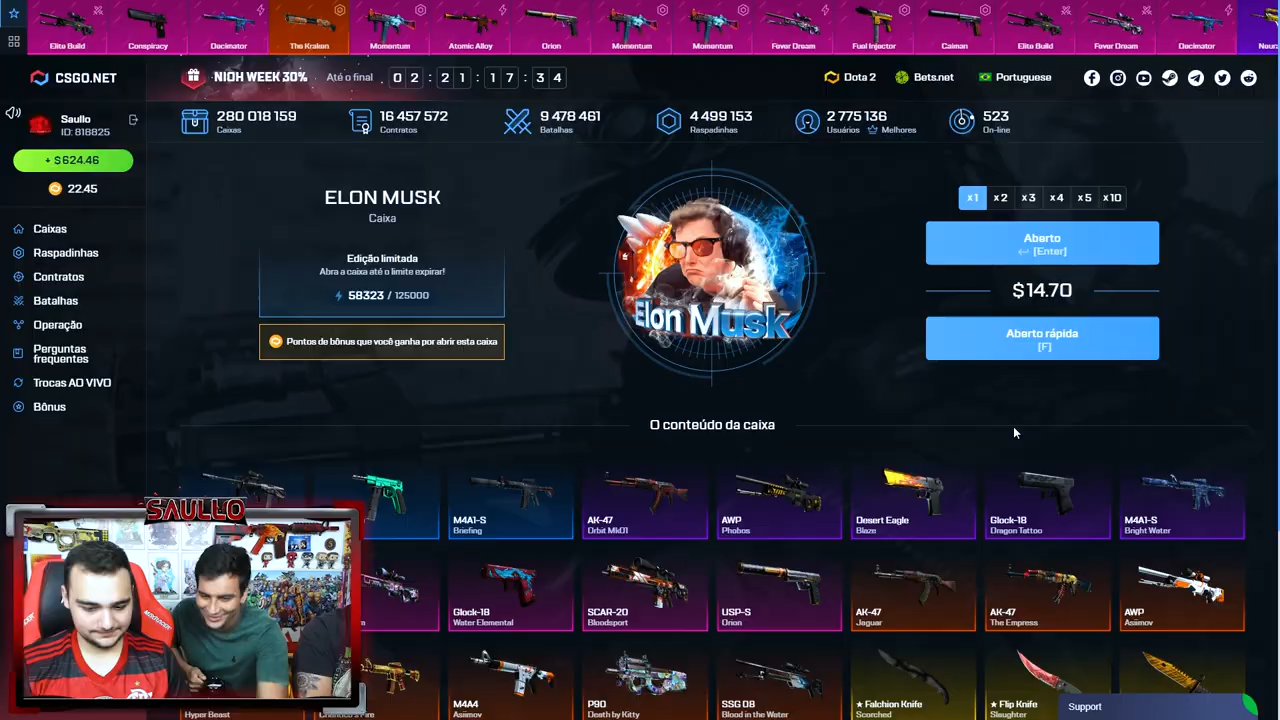 Elite Build
Conspiracy
Decimator
The Kraken
Momentum
Atomic Alloy
Orion
Momentum
Momentum
Fever Dream
Fuel Injector
Caiman
Elite Build
Fever Dream
Decimator
CSGO.NET
NIOH WEEK 30%
Até o final
02:21:17:34
Dota 2
Bets.net
Portuguese
Saullo
ID: 818825
+ $624.46
22.45
280 018 159
Caixas
16 457 572
Contratos
9 478 461
Batalhas
4 499 153
Raspadinhas
2 775 136
Usuários
Melhores
523
On-line
Caixas
Raspadinhas
Contratos
Batalhas
Operação
Perguntas
frequentes
Trocas AO VIVO
Bônus
ELON MUSK
Caixa
Edição limitada
Abra a caixa até o limite expirar!
58323 / 125000
Pontos de bônus que você ganha por abrir esta caixa
Elon Musk
x1
x2
x3
x4
x5
x10
Aberto
[Enter]
$14.70
Aberto rápida
[F]
O conteúdo da caixa
M4A1-S
Briefing
AK-47
Orbit Mk01
AWP
Phobos
Desert Eagle
Blaze
Glock-18
Dragon Tattoo
M4A1-S
Bright Water
Glock-18
Water Elemental
SCAR-20
Bloodsport
USP-S
Orion
AK-47
Jaguar
AK-47
The Empress
AWP
Asiimov
Hyper Beast
M4A4
Asiimov
P90
Death by Kitty
SSG 08
Blood in the Water
★ Falchion Knife
Scorched
★ Flip Knife
Slaughter
Support
SAULLO